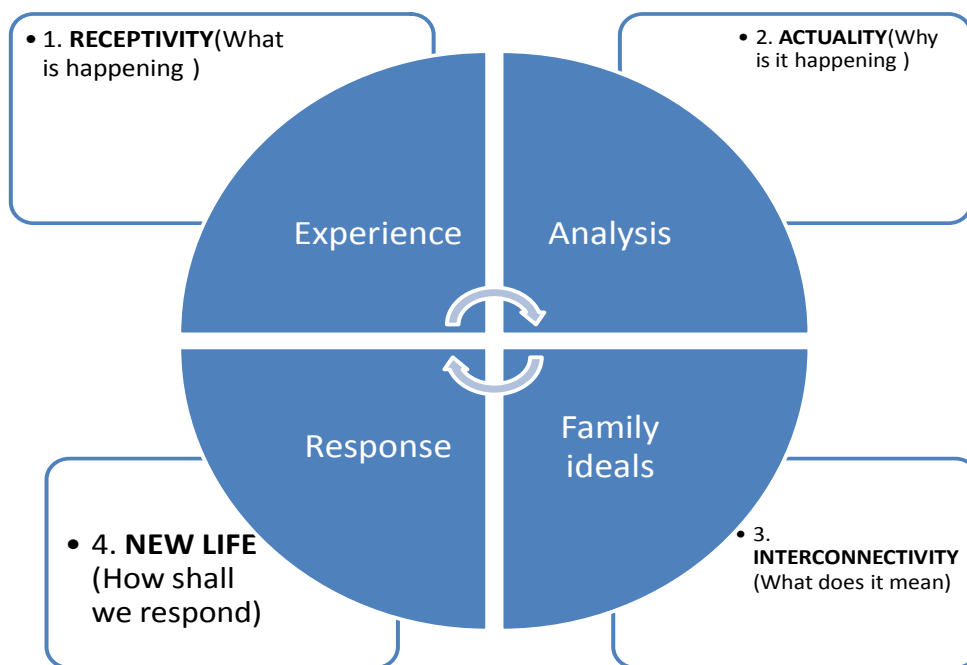 • 1. RECEPTIVITY(What
is happening )
• 2. ACTUALITY(Why
is it happening )
Experience
Analysis
Response
Family
ideals
• 4. NEW LIFE
(How shall
we respond)
• 3.
INTERCONNECTIVITY
(What does it mean)